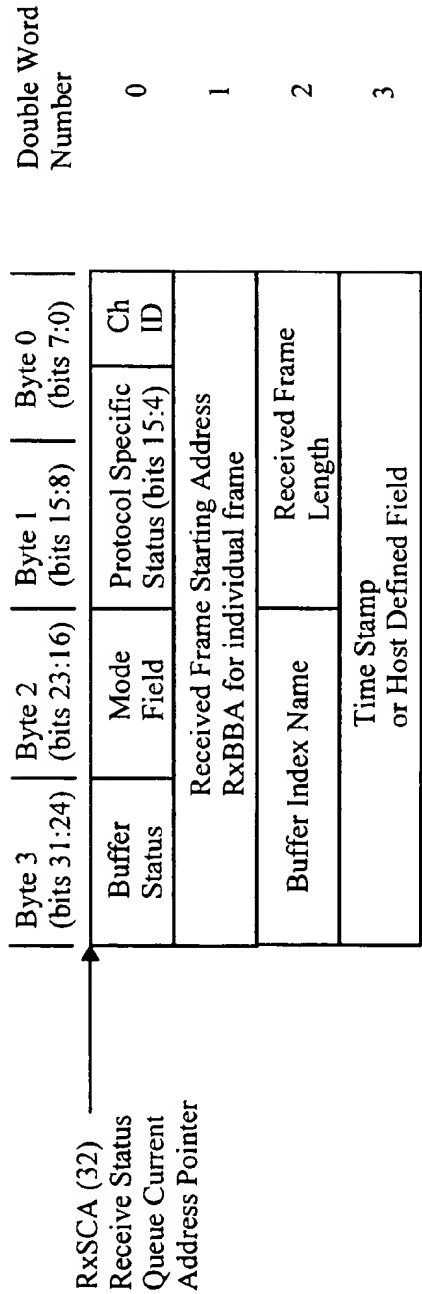 Byte 3
(bits 31:24)
Byte 2
(bits 23:16)
Byte 1
(bits 15:8)
Byte 0
(bits 7:0)
Double Word
Number
RxSCA (32)
Receive Status
Queue Current
Address Pointer
Buffer
Status
Mode
Field
Protocol Specific
Status (bits 15:4)
Ch
ID
0
Received Frame Starting Address
RxBBA for individual frame
1
Buffer Index Name
Received Frame
Length
2
Time Stamp
or Host Defined Field
3